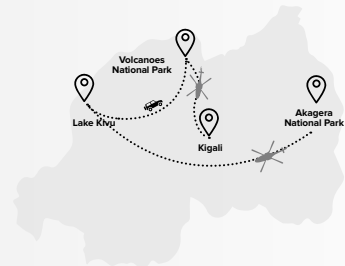 Volcanoes
National Park
Lake Kivu
Akagera
National Park
Kigali